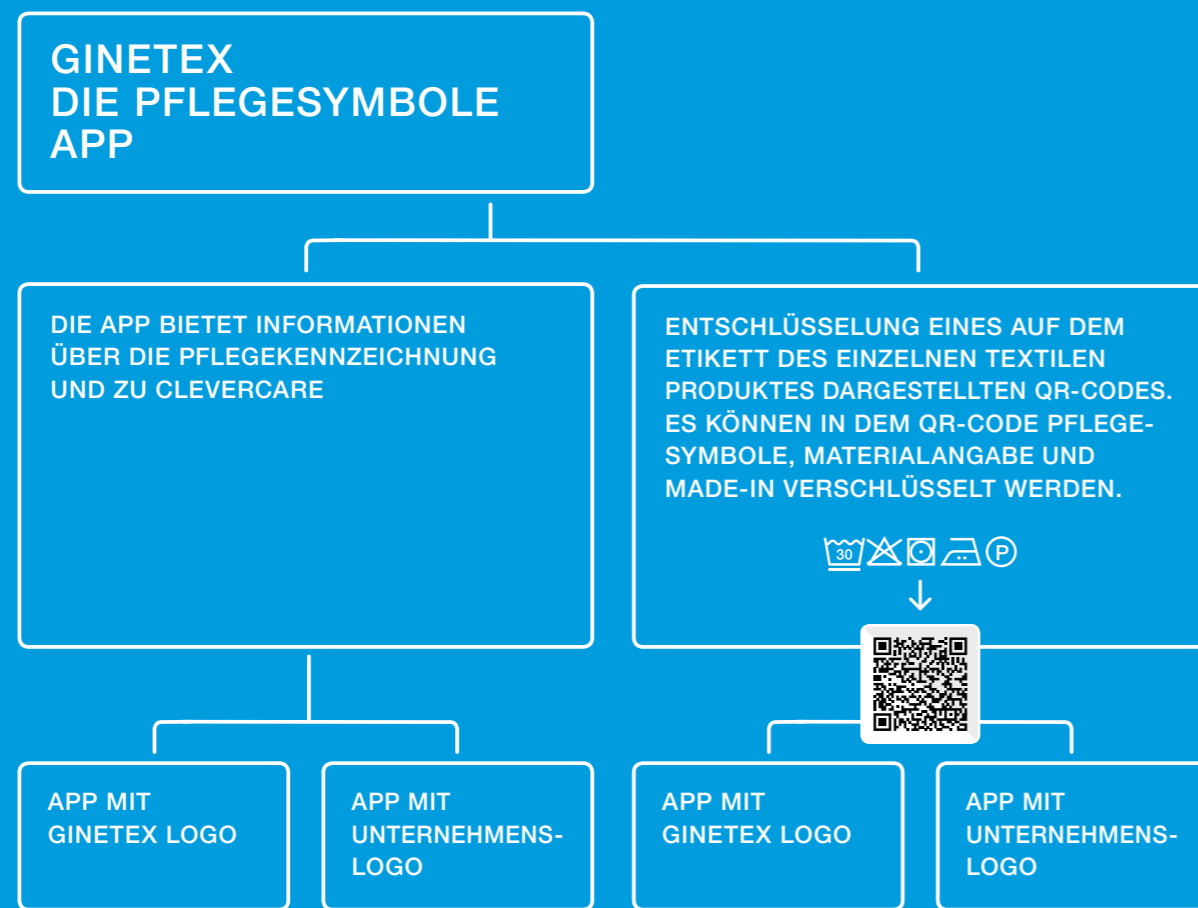 GINETEX
DIE PFLEGESYMBOLE
APP
DIE APP BIETET INFORMATIONEN
ÜBER DIE PFLEGEKENNZEICHNUNG
UND ZU CLEVERCARE
ENTSCHLÜSSELUNG EINES AUF DEM
ETIKETT DES EINZELNEN TEXTILEN
PRODUKTES DARGESTELLTEN QR-CODES.
ES KÖNNEN IN DEM QR-CODE PFLEGE-
SYMBOLE, MATERIALANGABE UND
MADE-IN VERSCHLÜSSELT WERDEN.
30 P
APP MIT
GINETEX LOGO
APP MIT
UNTERNEHMENS-
LOGO
APP MIT
GINETEX LOGO
APP MIT
UNTERNEHMENS-
LOGO